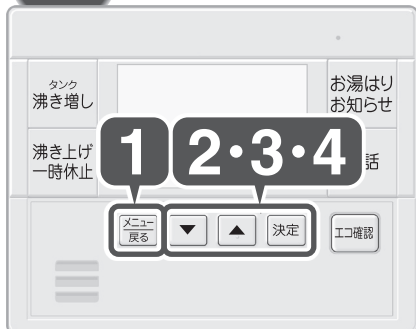 タンク
沸き増し
お湯はり
お知らせ
沸き上げ
一時休止
1
2・3・4
話
メニュー
戻る
▼
▲
決定
エコ確認